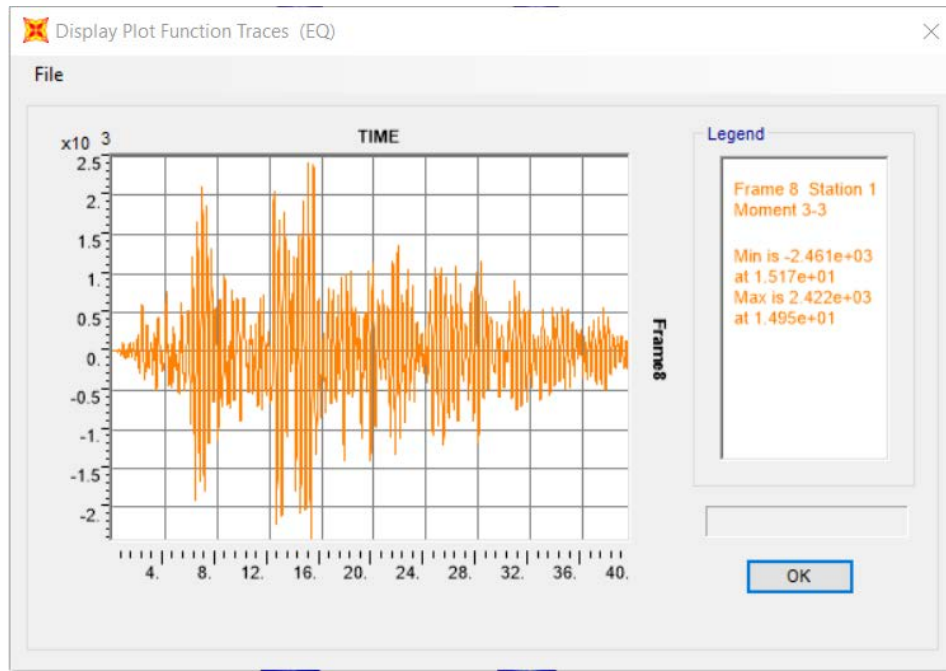 Display Plot Function Traces (EQ)
File
x10 3
TIME
Legend
2.5
2.
1.5
1.
0.5
0.
-0.5
-1.
-1.5
-2.
Frame8
Frame 8 Station 1
Moment 3-3
Min is -2.461e+03
at 1.517e+01
Max is 2.422e+03
at 1.495e+01
4. 8. 12. 16. 20. 24. 28. 32. 36. 40.
OK